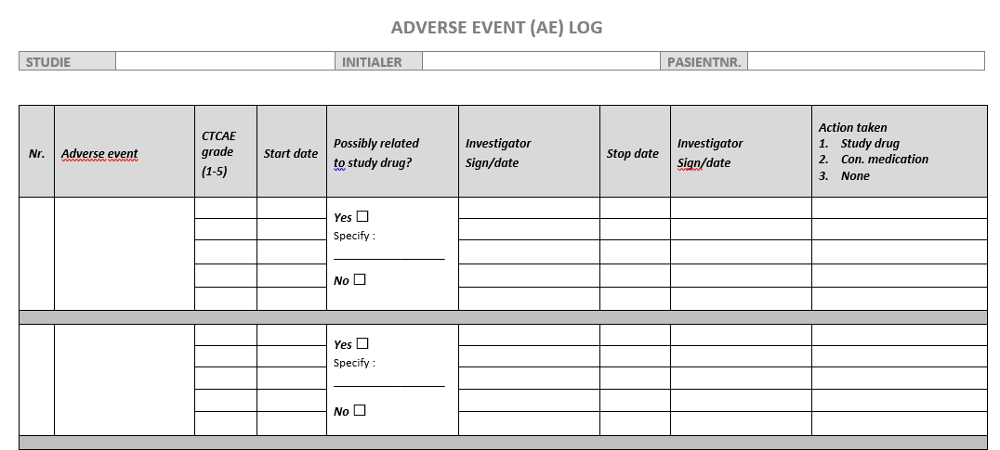 ADVERSE EVENT (AE) LOG
STUDIE INITIALER PASIENTNR.
Nr.
Adverse event
CTCAE
grade
(1-5)
Start date
Possibly related
to study drug?
Investigator
Sign/date
Stop date
Investigator
Sign/date
Action taken
1. Study drug
2. Con. medication
3. None
Yes ☐
Specify :
____________________
No ☐
Yes ☐
Specify :
____________________
No ☐